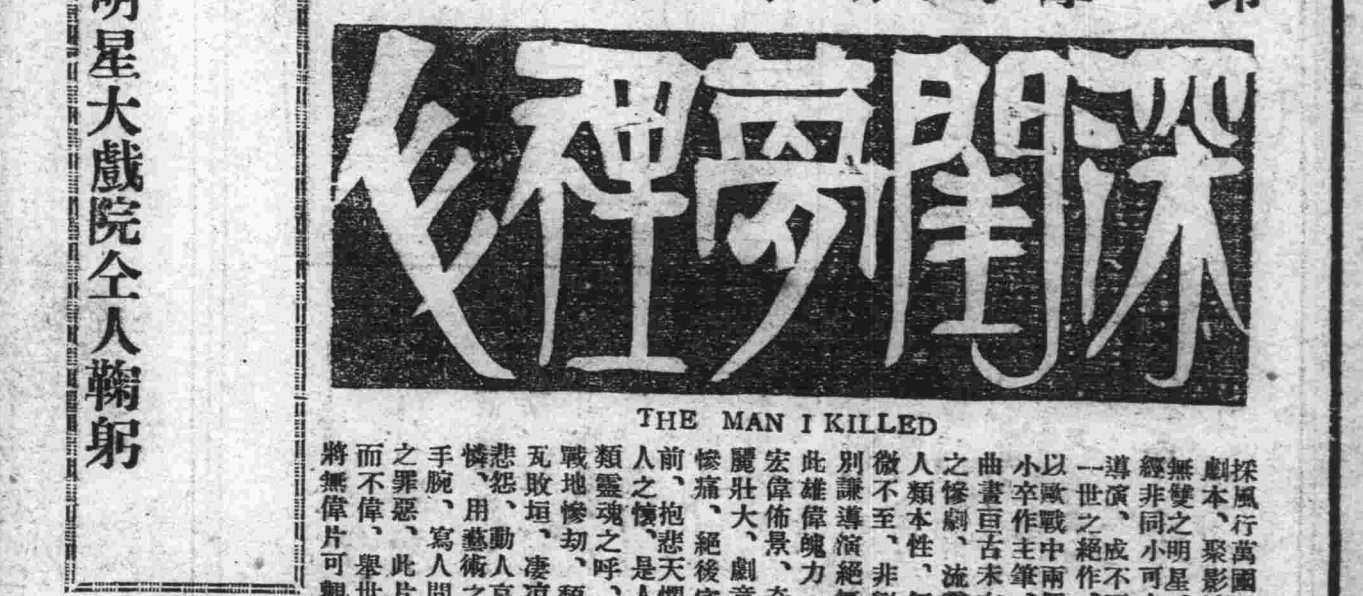 深閨夢裡人
THE MAN I KILLED
採風行萬國
劇本、聚影
無雙之明星
經非同小可
導演、成不
一世之絕作
以歐戰中兩
小卒作主筆
曲畫亘古未
之慘劇、流
人類本性、
微不至、非
別謙導演絕
此雄偉魄力
宏偉佈景、
麗壯大、劇意
慘痛、絕後
前、抱悲天憫
人之懷、是人
類靈魂之呼、
戰地慘劫、
瓦敗垣、凄凉
悲怨、動人哀
憐、用藝術之
手腕、寫人間
之罪惡、此片
而不偉、舉世
將無偉片可觀
明星大戲院仝人鞠躬